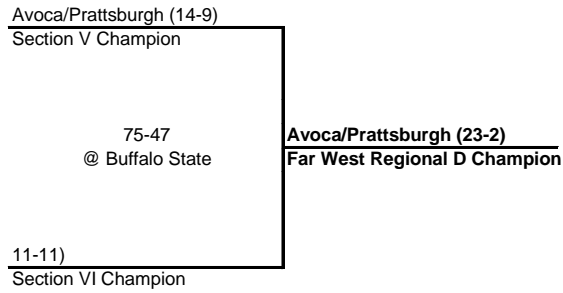 Avoca/Prattsburgh (14-9)
Section V Champion
75-47
@ Buffalo State
Avoca/Prattsburgh (23-2)
Far West Regional D Champion
11-11)
Section VI Champion